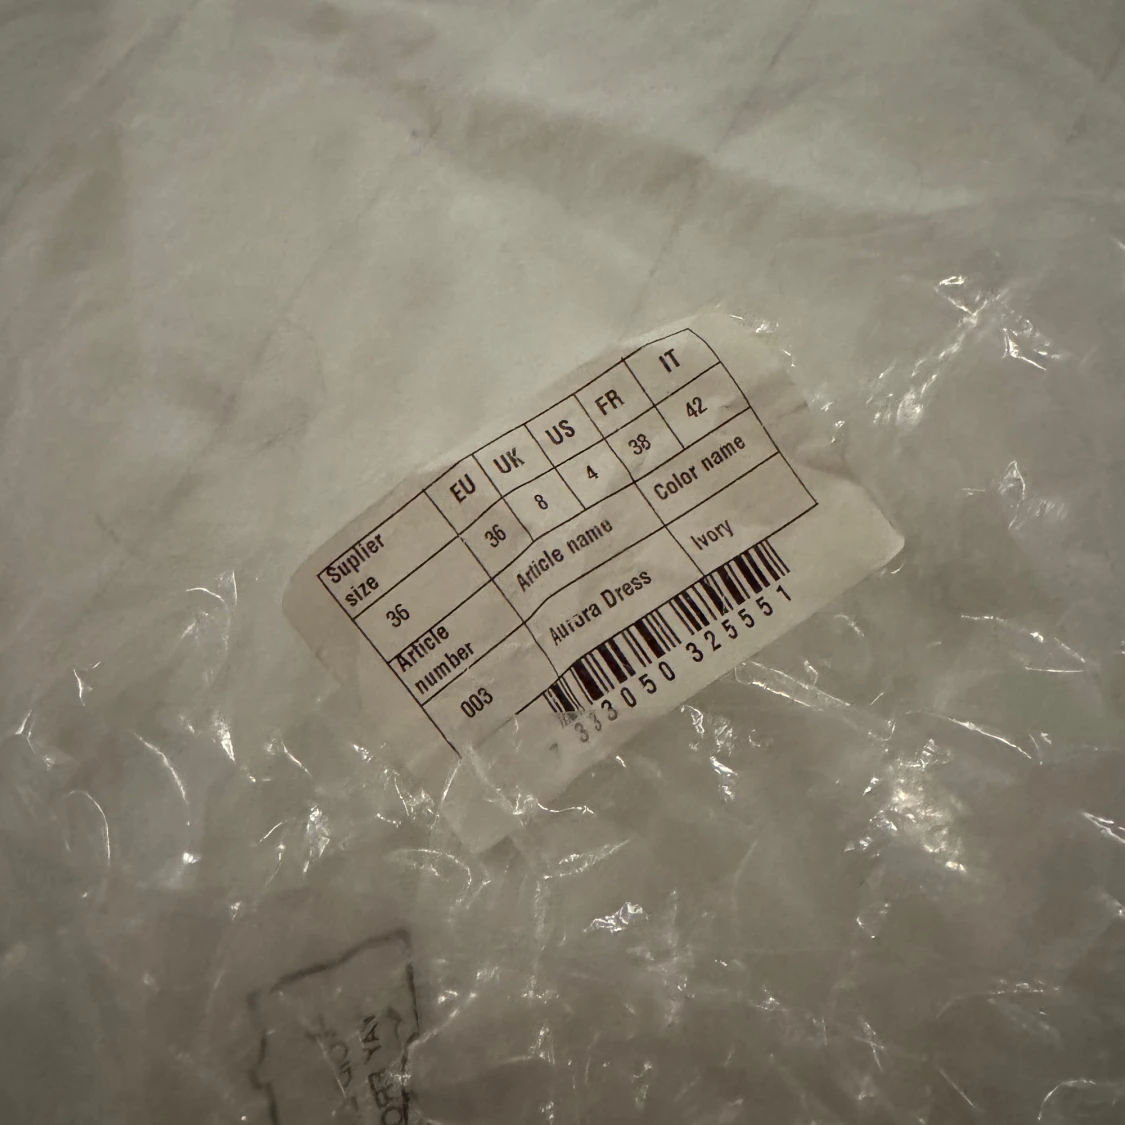 Suplier size EU UK US FR IT
36 36 8 4 38 42
Article number Article name Color name
003 Aurora Dress Ivory
7 333050 325551